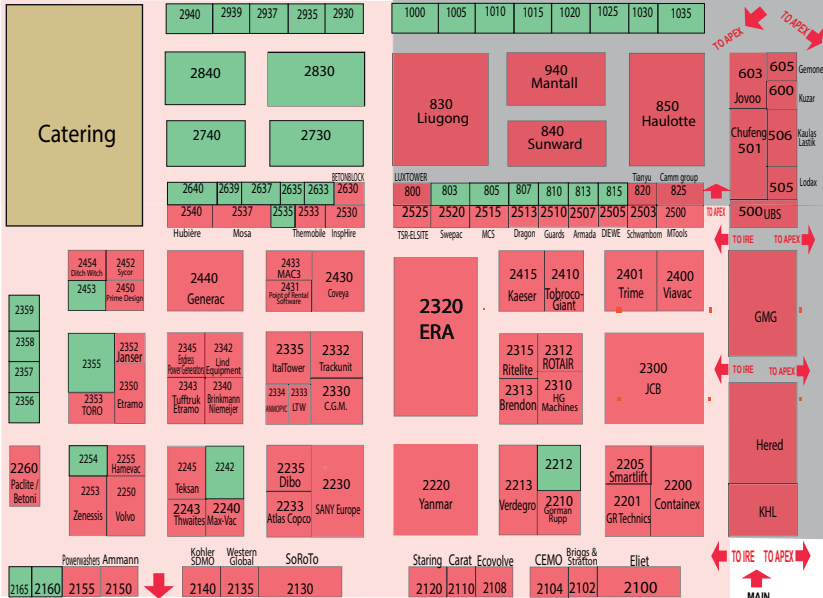 2940 2939 2937 2935 2930 1000 1005 1010 1015 1020 1025 1030 1035
TO APEX TO APEX
2840 2830 830 Liugong 940 Mantall 850 Haulotte 603 Jovoo 605 Gemone
600 Kuzar
Catering
2740 2730 840 Sunward Chufeng 501 506 Kaulas Lastik
505 Lodax
BETONBLOCK LUXTOWER Tianyu Camm group
2640 2639 2637 2635 2633 2630 800 803 805 807 810 813 815 820 825
2540 2537 2535 2533 2530 2525 2520 2515 2513 2510 2507 2505 2503 2500 TO APEX 500 UBS
Hubière Mosa Thermobile InspHire TSR-ELSITE Swepac MCS Dragon Guards Armada DIEWE Schwamborn MTools
TO IRE TO APEX
2454 Ditch Witch 2452 Sycor 2440 Generac 2433 MAC3 2430 Coveya 2415 Kaeser 2410 Tobroco-Giant 2401 Trime 2400 Viavac
2453 2450 Prime Design 2431 Point of Rental Software
2320 ERA
GMG
2359
2358
2357
2356
2355 2352 Janser 2345 Endress Power Generators 2342 Lind Equipment 2335 ItalTower 2332 Trackunit 2315 Ritelite 2312 ROTAIR 2300 JCB
TO IRE TO APEX
2353 TORO 2350 Etramo 2343 Tufftruk Etramo 2340 Brinkmann Niemeijer 2334 ANMOPYC 2333 LTW 2330 C.G.M. 2313 Brendon 2310 HG Machines
Hered
2260 Paclite / Betoni
2254 2255 Hamevac 2245 Teksan 2242 2235 Dibo 2230 SANY Europe 2220 Yanmar 2213 Verdegro 2212 2205 Smartlift 2200 Containex
2253 Zenessis 2250 Volvo 2243 Thwaites 2240 Max-Vac 2233 Atlas Copco 2210 Gorman Rupp 2201 GR Technics
KHL
TO IRE TO APEX
Powerwashers Ammann Kohler SDMO Western Global SoRoTo Staring Carat Ecovolve CEMO Briggs & Stratton Eliet
2165 2160 2155 2150 2140 2135 2130 2120 2110 2108 2104 2102 2100
MAIN